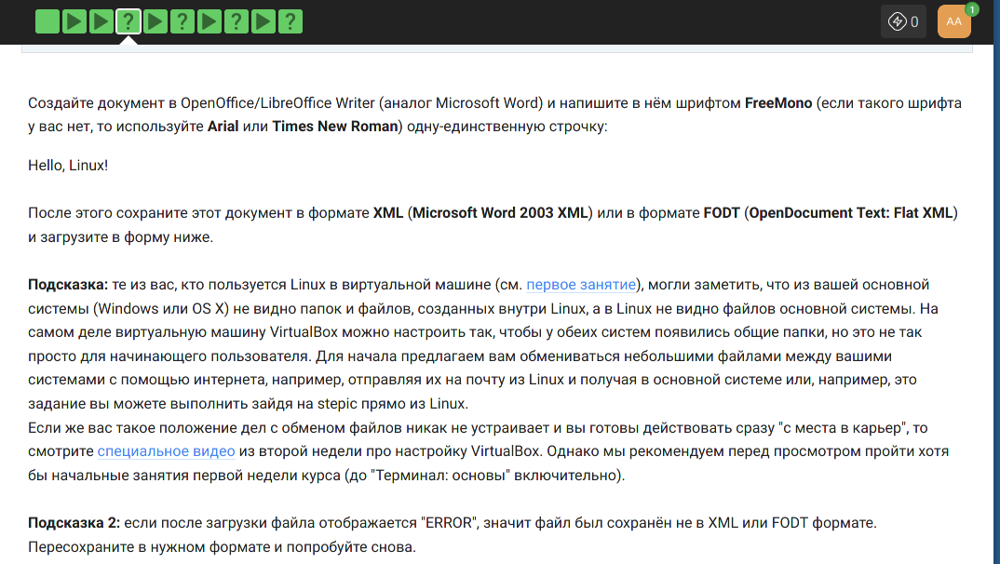 ? ? ? ? 0 AA 1
Создайте документ в OpenOffice/LibreOffice Writer (аналог Microsoft Word) и напишите в нём шрифтом FreeMono (если такого шрифта
у вас нет, то используйте Arial или Times New Roman) одну-единственную строчку:
Hello, Linux!
После этого сохраните этот документ в формате XML (Microsoft Word 2003 XML) или в формате FODT (OpenDocument Text: Flat XML)
и загрузите в форму ниже.
Подсказка: те из вас, кто пользуется Linux в виртуальной машине (см. первое занятие), могли заметить, что из вашей основной
системы (Windows или OS X) не видно папок и файлов, созданных внутри Linux, а в Linux не видно файлов основной системы. На
самом деле виртуальную машину VirtualBox можно настроить так, чтобы у обеих систем появились общие папки, но это не так
просто для начинающего пользователя. Для начала предлагаем вам обмениваться небольшими файлами между вашими
системами с помощью интернета, например, отправляя их на почту из Linux и получая в основной системе или, например, это
задание вы можете выполнить зайдя на stepic прямо из Linux.
Если же вас такое положение дел с обменом файлов никак не устраивает и вы готовы действовать сразу "с места в карьер", то
смотрите специальное видео из второй недели про настройку VirtualBox. Однако мы рекомендуем перед просмотром пройти хотя
бы начальные занятия первой недели курса (до "Терминал: основы" включительно).
Подсказка 2: если после загрузки файла отображается "ERROR", значит файл был сохранён не в XML или FODT формате.
Пересохраните в нужном формате и попробуйте снова.